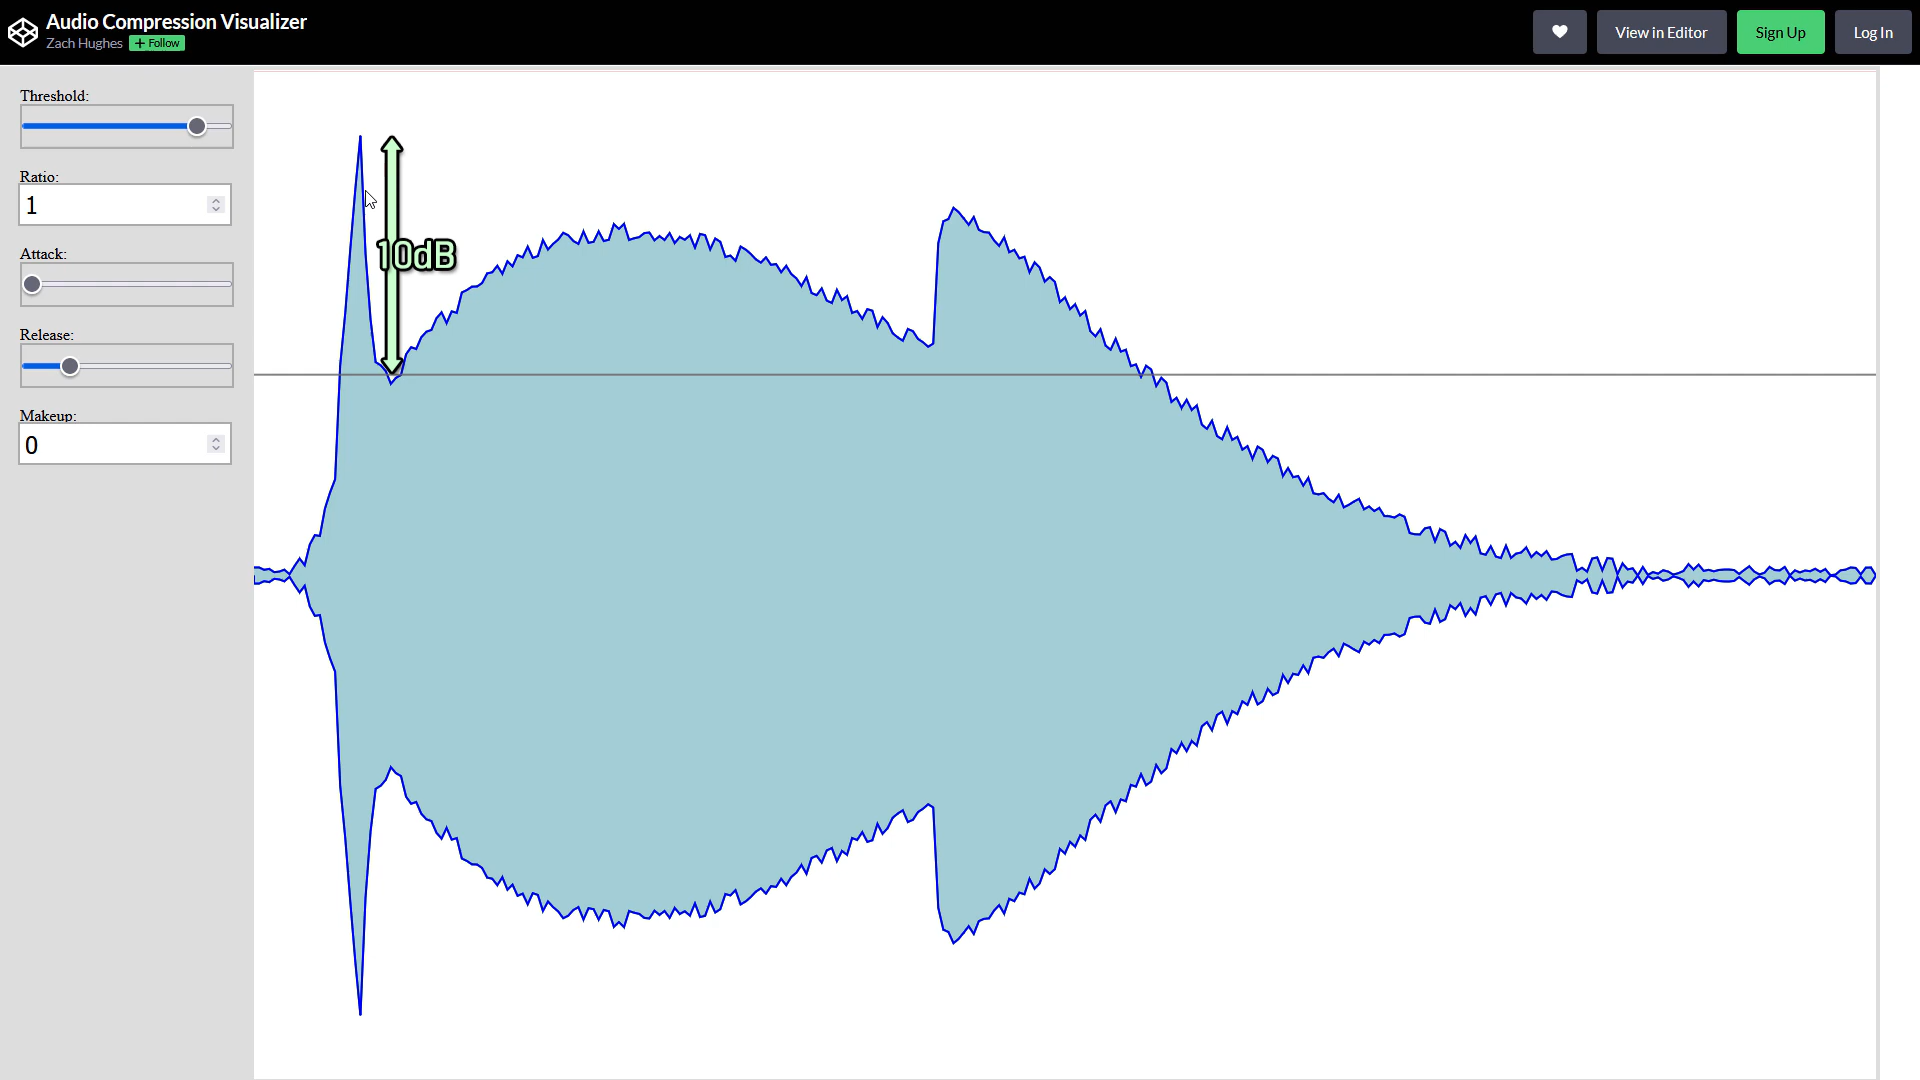 Audio Compression Visualizer
Zach Hughes + Follow
View in Editor
Sign Up
Log In
Threshold:
Ratio:
1
Attack:
Release:
Makeup:
0
10dB